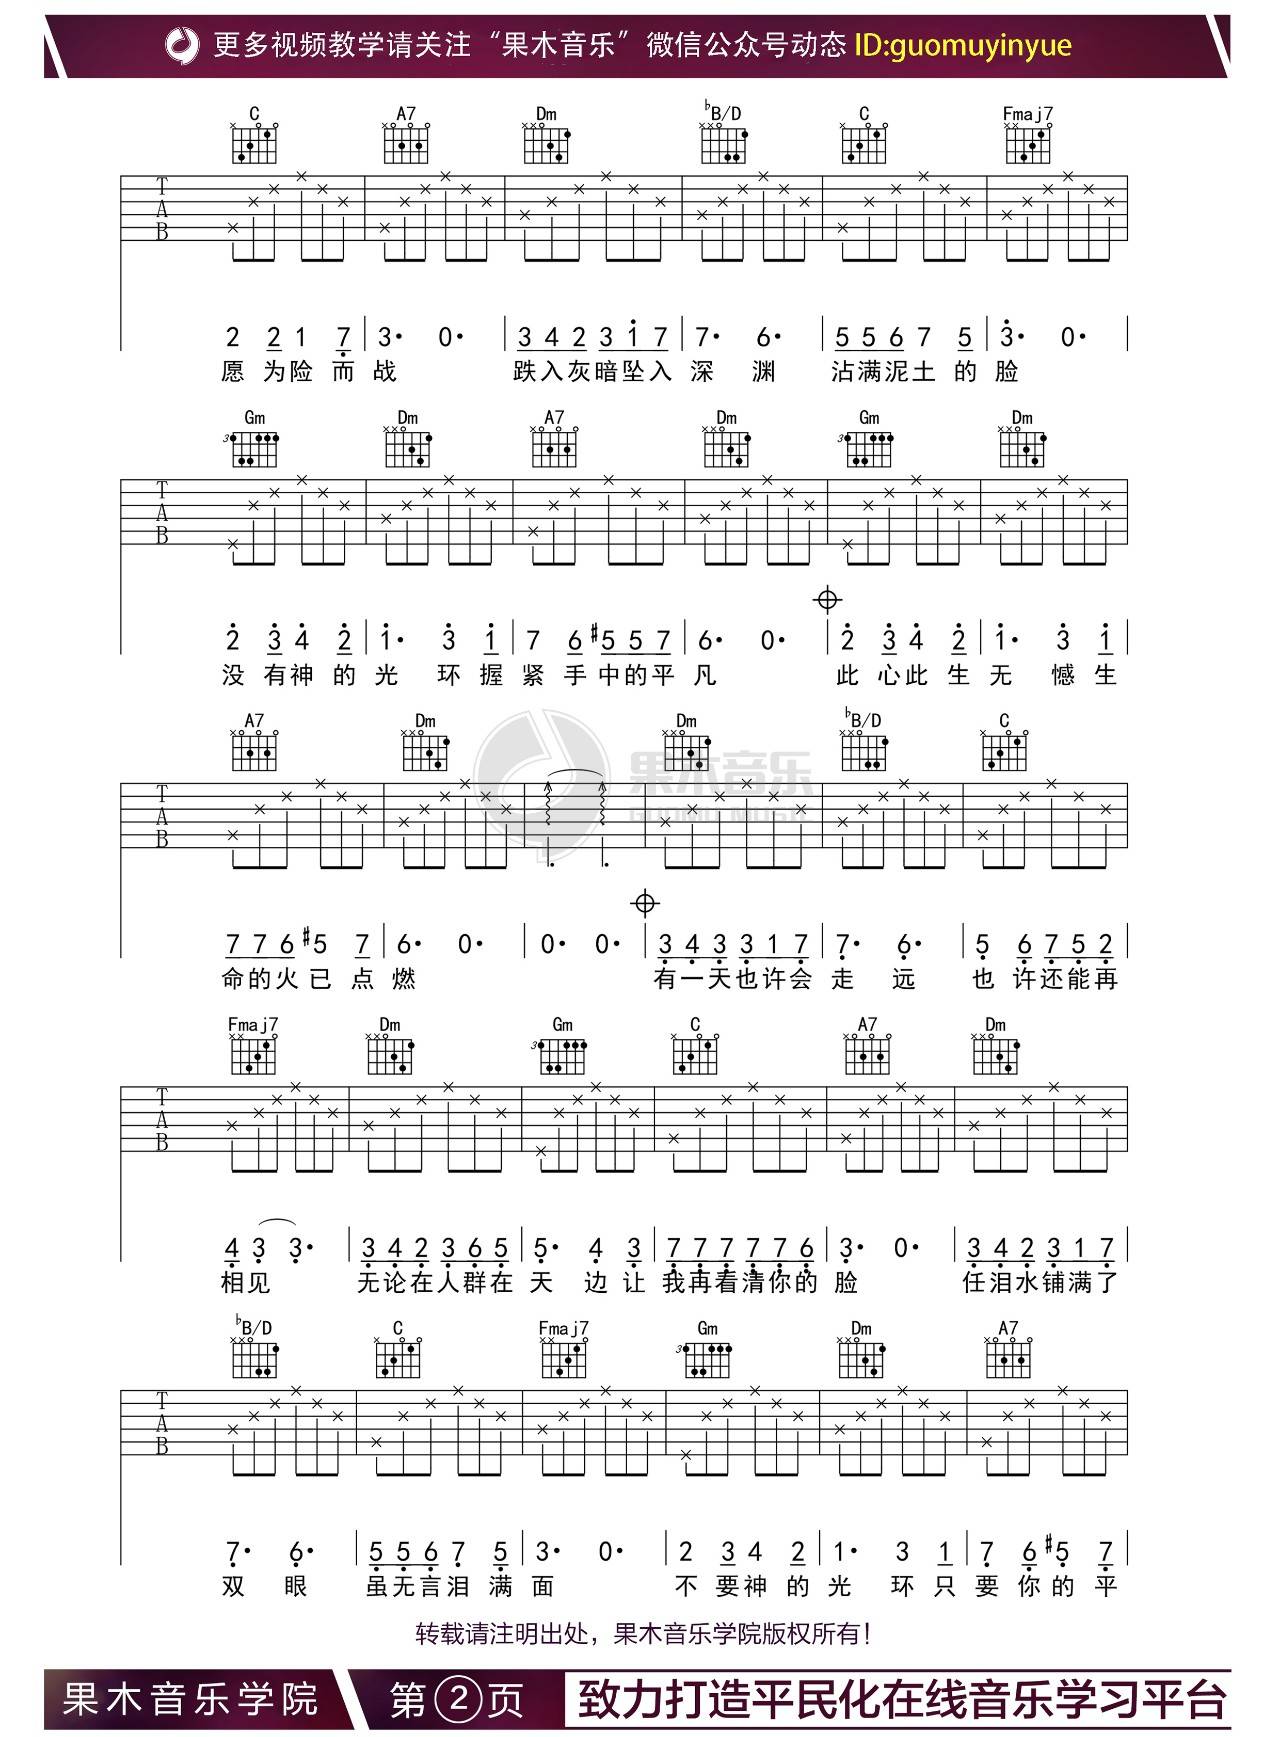 更多视频教学请关注“果木音乐”微信公众号动态 ID:guomuyinyue
C A7 Dm ♭B/D C Fmaj7
T
A
B
2 2 1 7 3· 0· 3 4 2 3 1 7 7· 6· 5 5 6 7 5 3· 0·
愿 为险 而 战 跌入灰暗坠入 深 渊 沾满泥土 的 脸
Gm Dm A7 Dm Gm Dm
3 3
T
A
B
2 3 4 2 1· 3 1 7 6 #5 5 7 6· 0· 2 3 4 2 1· 3 1
没 有神 的 光 环 握 紧 手 中的平 凡 此 心此 生 无 憾 生
A7 Dm Dm ♭B/D C
果木音乐
GUOMU MUSIC
T
A
B
7 7 6 #5 7 6· 0· 0· 0· 3 4 3 3 1 7 7· 6· 5 6 7 5 2
命的火已 点 燃 有一天也许会 走 远 也 许还能再
Fmaj7 Dm Gm C A7 Dm
3
T
A
B
4 3 3· 3 4 2 3 6 5 5· 4 3 7 7 7 7 7 6 3· 0· 3 4 2 3 1 7
相见 无论在人群在 天 边 让 我再看清你的 脸 任泪水铺满了
♭B/D C Fmaj7 Gm Dm A7
3
T
A
B
7· 6· 5 5 6 7 5 3· 0· 2 3 4 2 1· 3 1 7 6 #5 7
双 眼 虽无言泪 满 面 不 要神 的 光 环 只 要 你 的 平
转载请注明出处，果木音乐学院版权所有！
果木音乐学院 第②页 致力打造平民化在线音乐学习平台